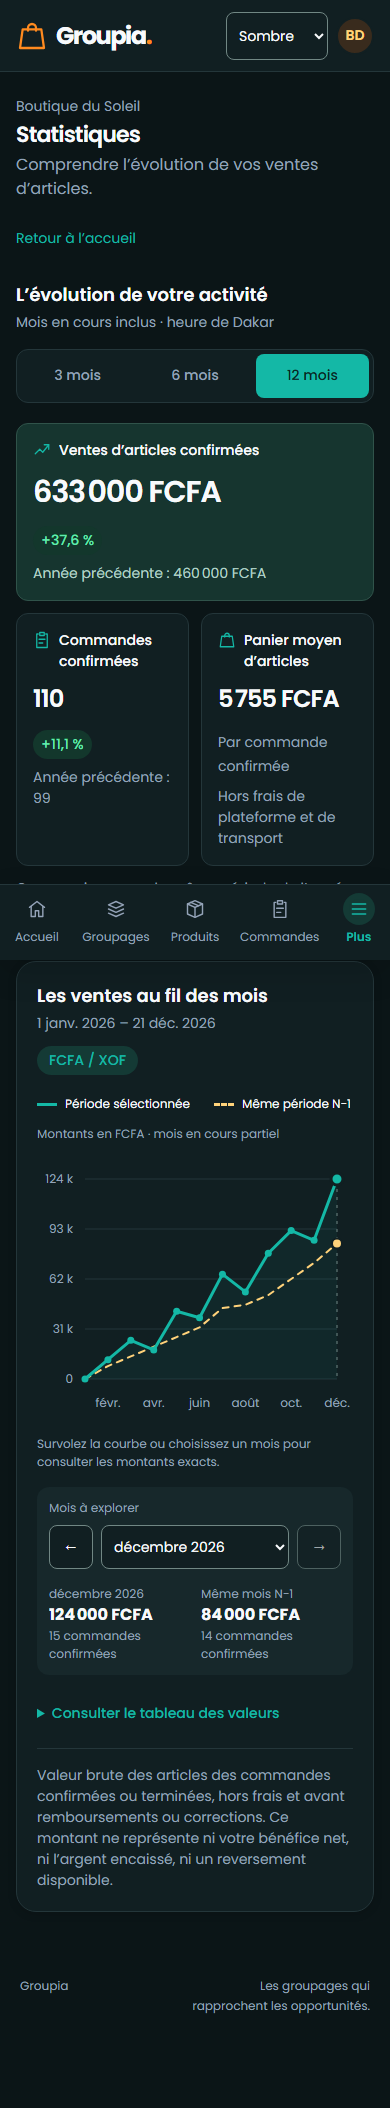 Groupia.
Sombre
BD
Boutique du Soleil
Statistiques
Comprendre l’évolution de vos ventes
d’articles.
Retour à l’accueil
L’évolution de votre activité
Mois en cours inclus · heure de Dakar
3 mois
6 mois
12 mois
Ventes d’articles confirmées
633 000 FCFA
+37,6 %
Année précédente : 460 000 FCFA
Commandes
confirmées
110
+11,1 %
Année précédente :
99
Panier moyen
d’articles
5 755 FCFA
Par commande
confirmée
Hors frais de
plateforme et de
transport
Accueil
Groupages
Produits
Commandes
Plus
Les ventes au fil des mois
1 janv. 2026 – 21 déc. 2026
FCFA / XOF
Période sélectionnée
Même période N-1
Montants en FCFA · mois en cours partiel
124 k
93 k
62 k
31 k
0
févr.
avr.
juin
août
oct.
déc.
Survolez la courbe ou choisissez un mois pour
consulter les montants exacts.
Mois à explorer
←
décembre 2026
→
décembre 2026
124 000 FCFA
15 commandes
confirmées
Même mois N-1
84 000 FCFA
14 commandes
confirmées
Consulter le tableau des valeurs
Valeur brute des articles des commandes
confirmées ou terminées, hors frais et avant
remboursements ou corrections. Ce
montant ne représente ni votre bénéfice net,
ni l’argent encaissé, ni un reversement
disponible.
Groupia
Les groupages qui
rapprochent les opportunités.